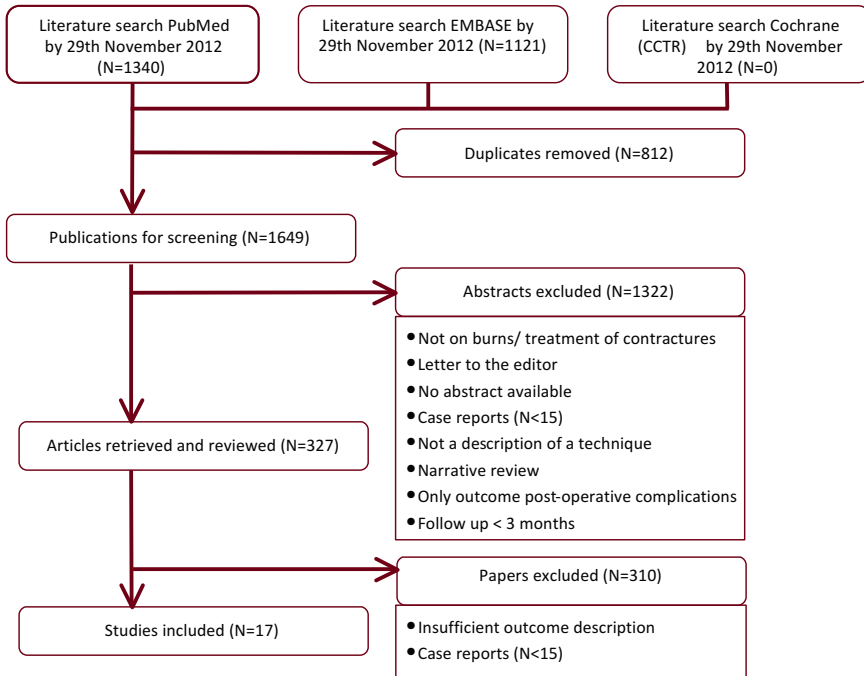 Literature search PubMed
by 29th November 2012
(N=1340)
Literature search EMBASE by
29th November 2012 (N=1121)
Literature search Cochrane
(CCTR) by 29th November
2012 (N=0)
Duplicates removed (N=812)
Publications for screening (N=1649)
Abstracts excluded (N=1322)
• Not on burns/ treatment of contractures
• Letter to the editor
• No abstract available
• Case reports (N<15)
• Not a description of a technique
• Narrative review
• Only outcome post-operative complications
• Follow up < 3 months
Articles retrieved and reviewed (N=327)
Papers excluded (N=310)
• Insufficient outcome description
• Case reports (N<15)
Studies included (N=17)